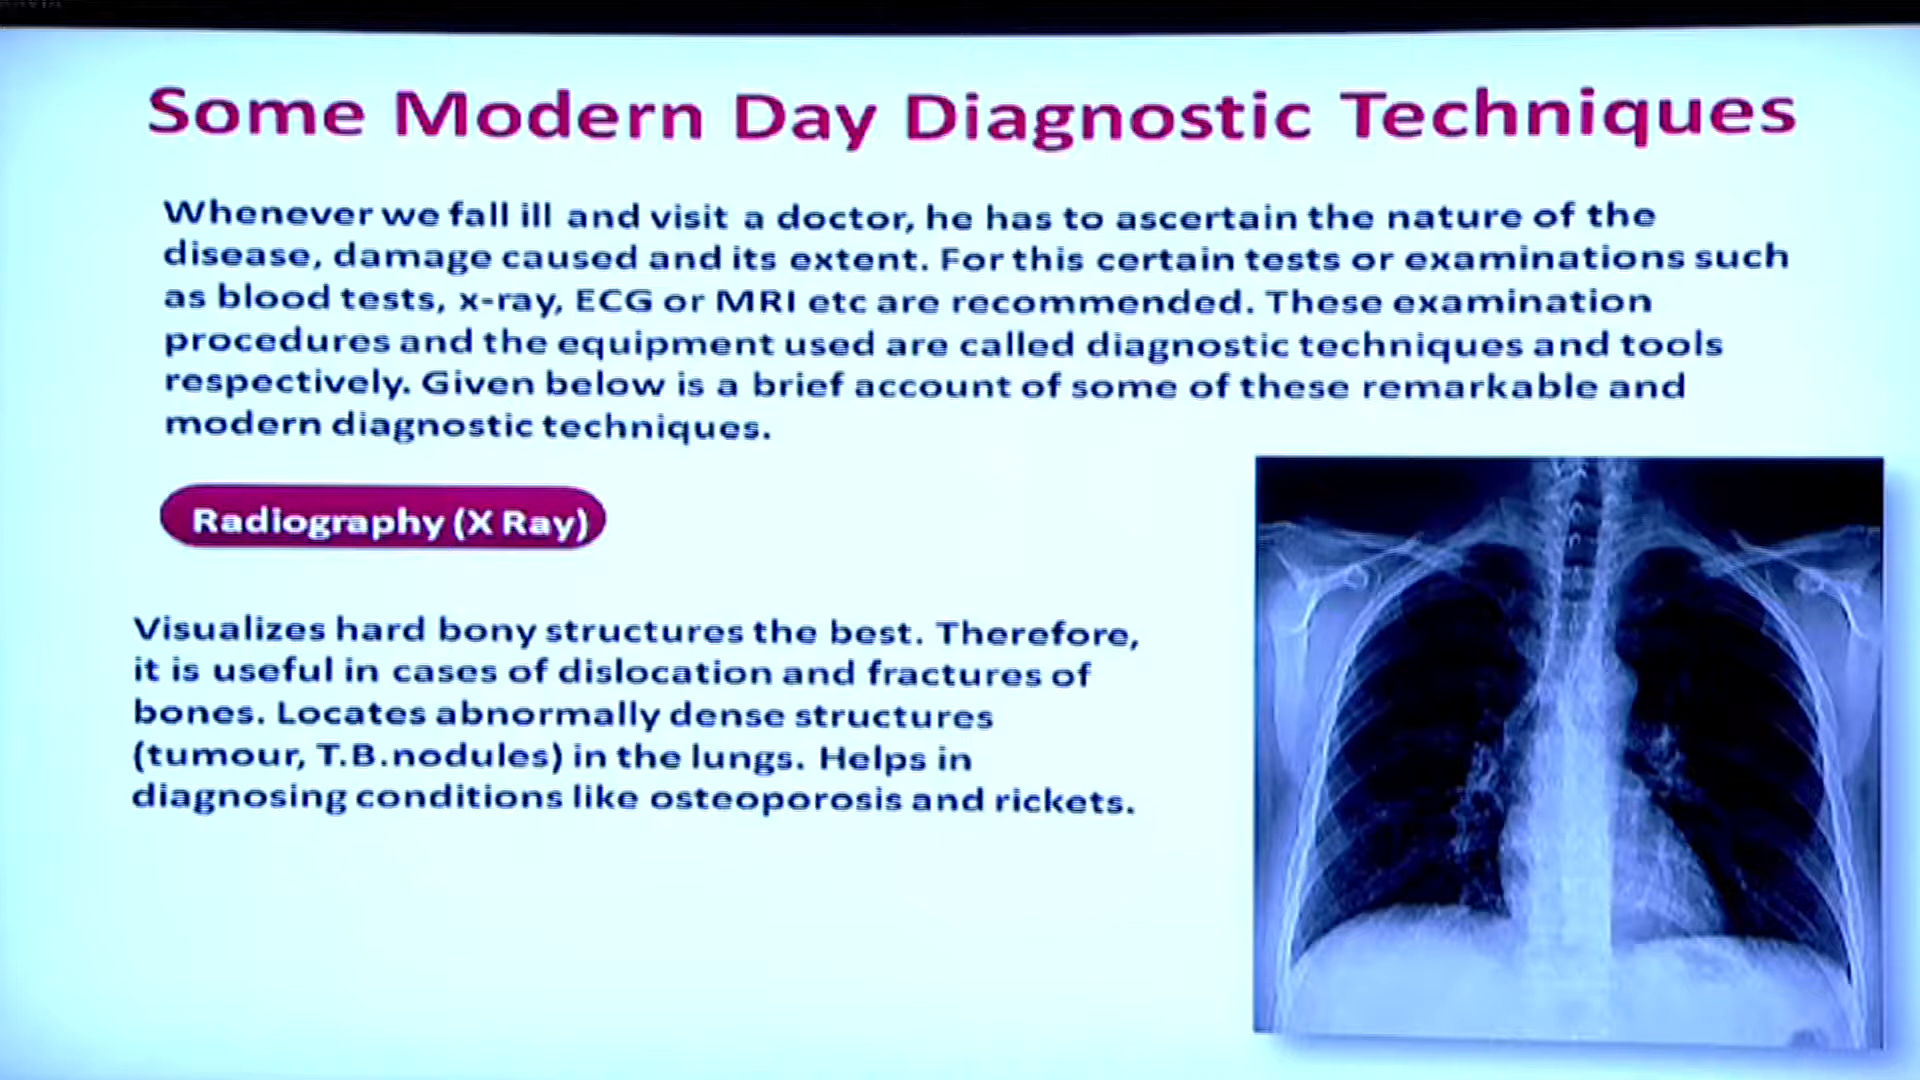 Some Modern Day Diagnostic Techniques
Whenever we fall ill and visit a doctor, he has to ascertain the nature of the
disease, damage caused and its extent. For this certain tests or examinations such
as blood tests, x-ray, ECG or MRI etc are recommended. These examination
procedures and the equipment used are called diagnostic techniques and tools
respectively. Given below is a brief account of some of these remarkable and
modern diagnostic techniques.
Radiography (X Ray)
Visualizes hard bony structures the best. Therefore,
it is useful in cases of dislocation and fractures of
bones. Locates abnormally dense structures
(tumour, T.B.nodules) in the lungs. Helps in
diagnosing conditions like osteoporosis and rickets.